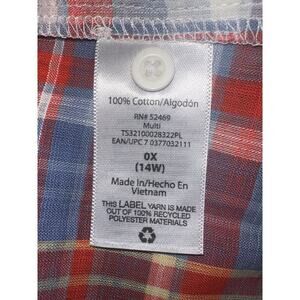 100% Cotton/Algodón
RN# 52469
Multi
TS32100028322PL
EAN/UPC 7 0377032111
0X
(14W)
Made in/Hecho En
Vietnam
THIS LABEL YARN IS MADE
OUT OF 100% RECYCLED
POLYESTER MATERIALS